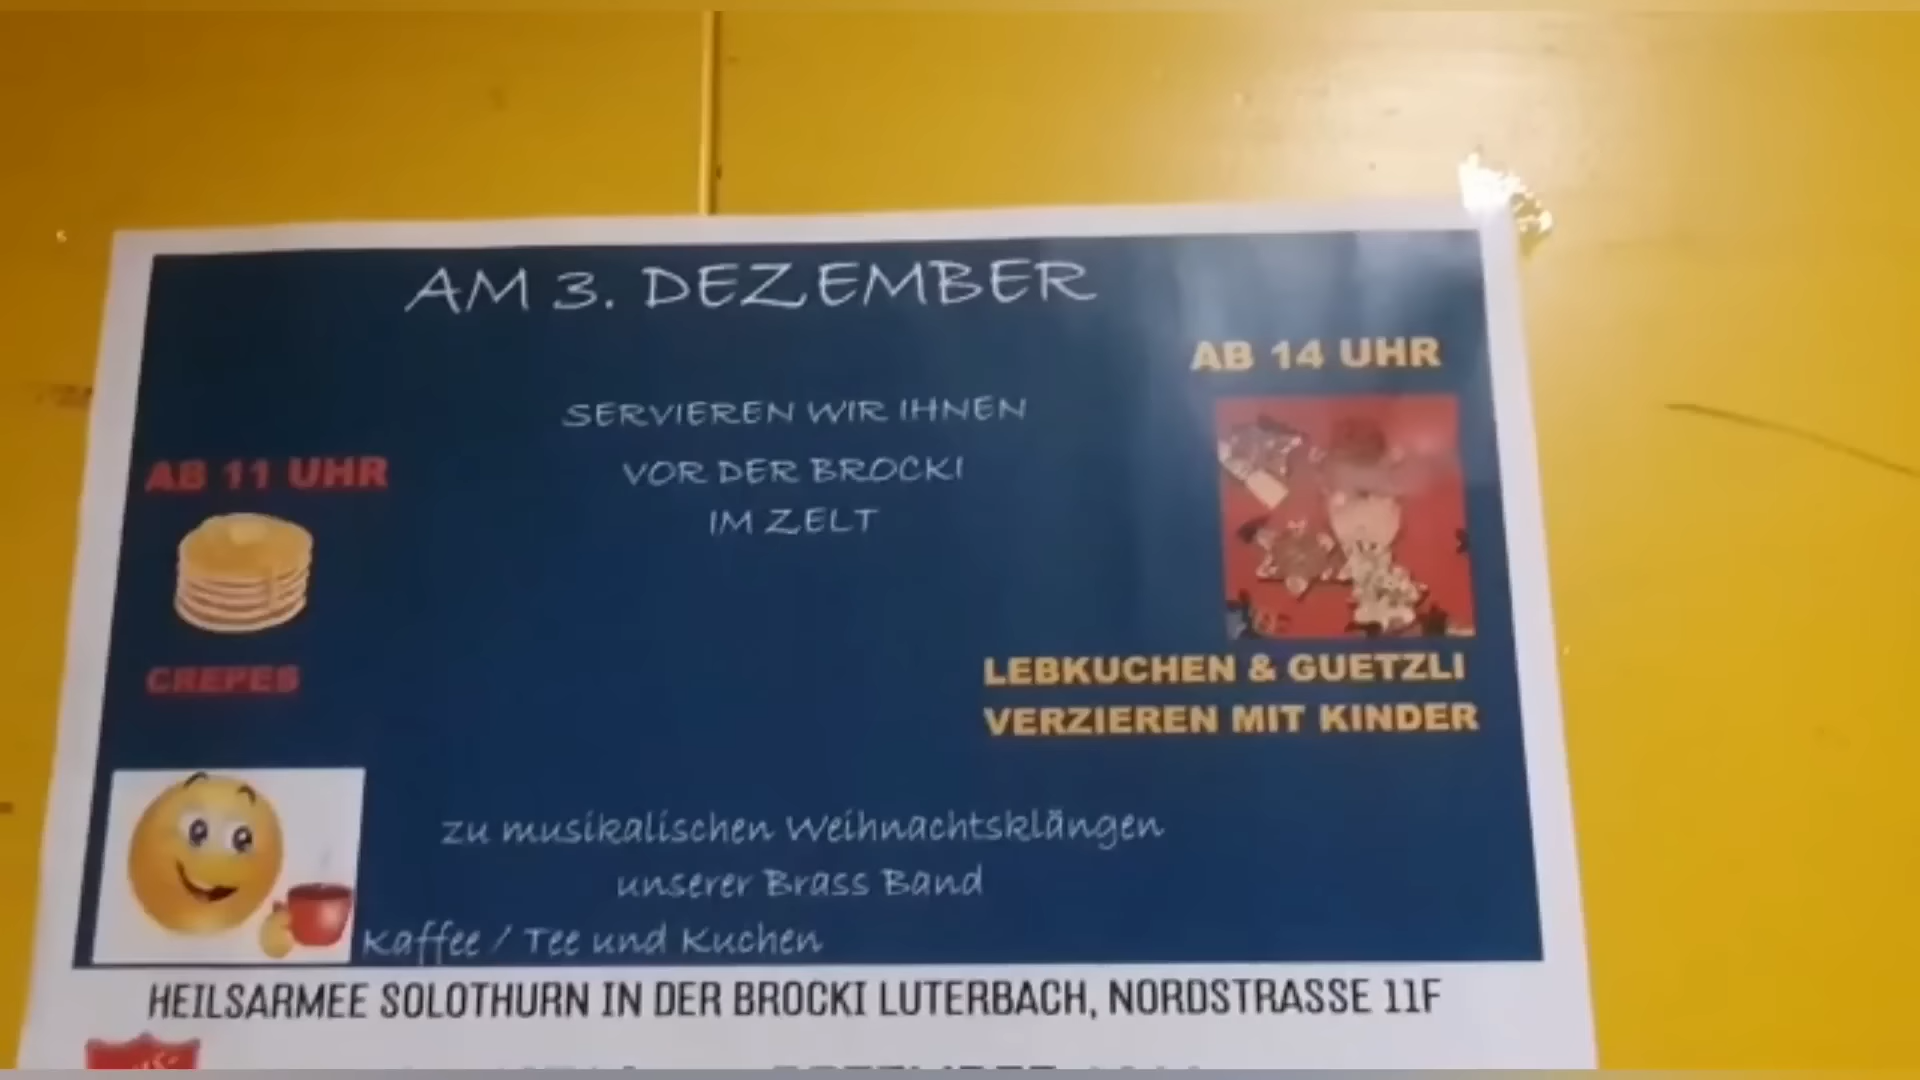 AM 3. DEZEMBER
AB 14 UHR
SERVIEREN WIR IHNEN
VOR DER BROCKI
IM ZELT
AB 11 UHR
CREPES
LEBKUCHEN & GUETZLI
VERZIEREN MIT KINDER
zu musikalischen Weihnachtsklängen
unserer Brass Band
Kaffee / Tee und Kuchen
HEILSARMEE SOLOTHURN IN DER BROCKI LUTERBACH, NORDSTRASSE 11F